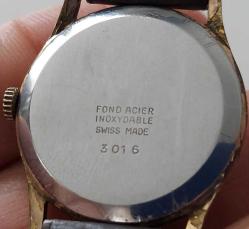 FOND ACIER
INOXYDABLE
SWISS MADE
3016